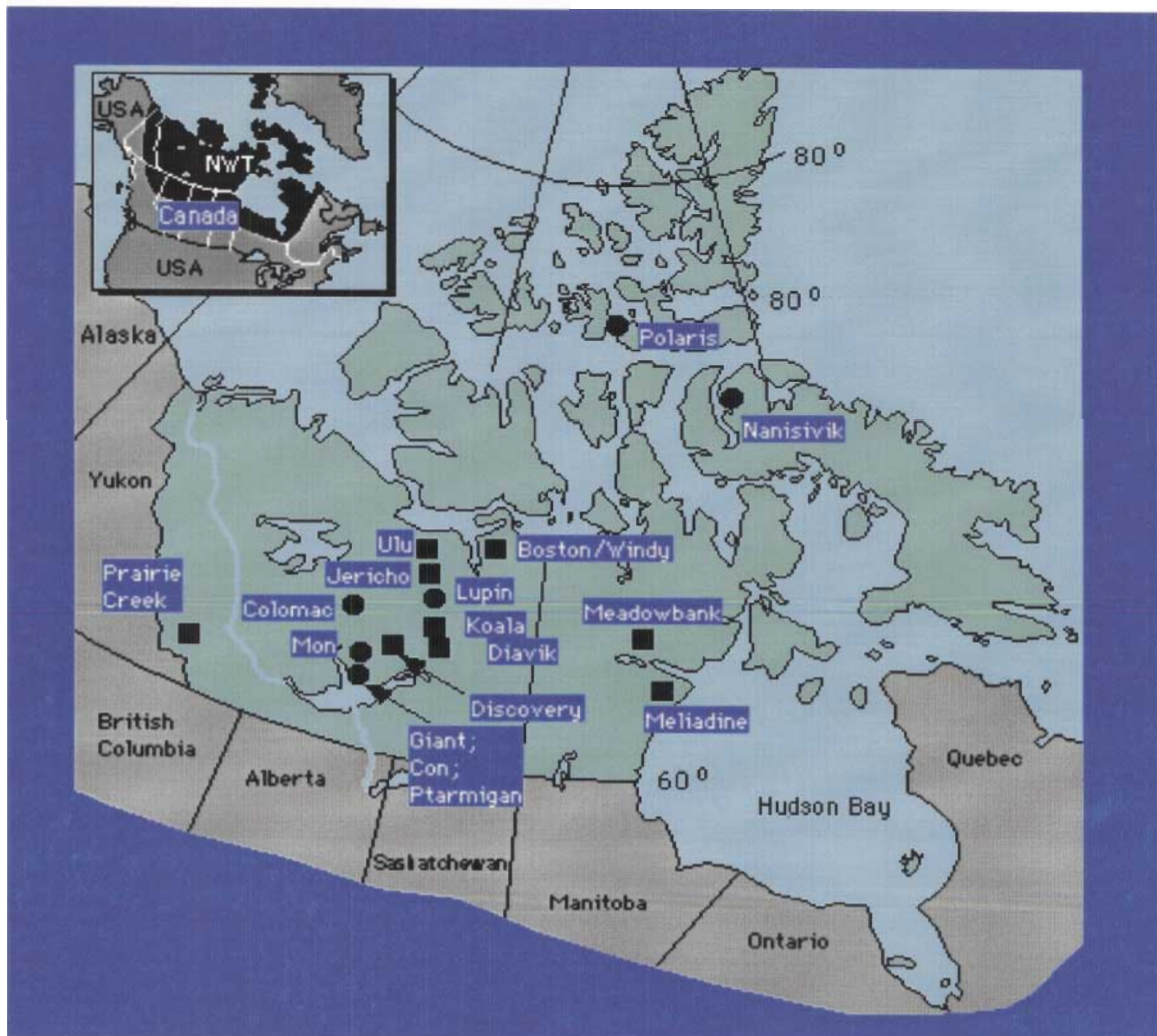 USA
NWT
Canada
USA
80°
80°
Alaska
Polaris
Nanisivik
Yukon
Ulu
Boston/Windy
Prairie
Creek
Jericho
Lupin
Colomac
Koala
Meadowbank
Mon
Diavik
Discovery
Meliadine
British
Columbia
Giant;
Con;
Ptarmigan
Alberta
60°
Quebec
Hudson Bay
Saskatchewan
Manitoba
Ontario